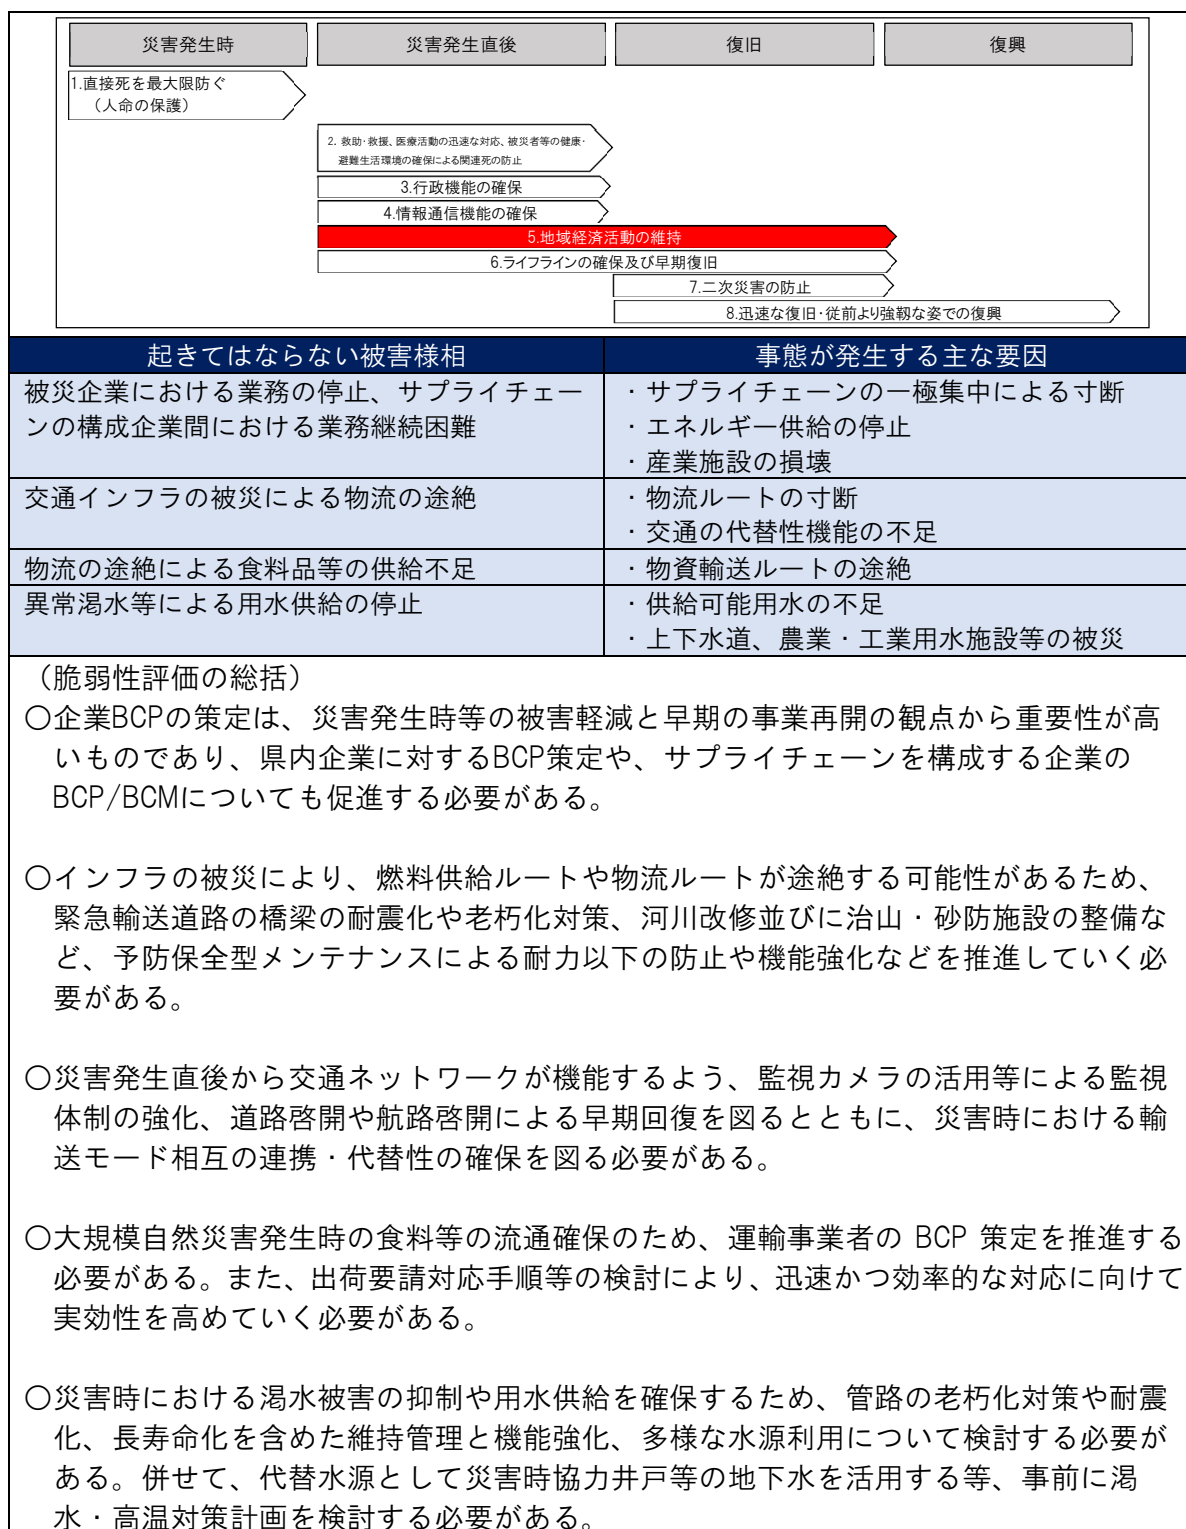 災害発生時
災害発生直後
復旧
復興
1.直接死を最大限防ぐ
（人命の保護）
2．救助・救援、医療活動の迅速な対応、被災者等の健康・
避難生活環境の確保による関連死の防止
3.行政機能の確保
4.情報通信機能の確保
5.地域経済活動の維持
6.ライフラインの確保及び早期復旧
7.二次災害の防止
8.迅速な復旧・従前より強靱な姿での復興
起きてはならない被害様相
事態が発生する主な要因
被災企業における業務の停止、サプライチェー
ンの構成企業間における業務継続困難
・サプライチェーンの一極集中による寸断
・エネルギー供給の停止
・産業施設の損壊
交通インフラの被災による物流の途絶
・物流ルートの寸断
・交通の代替性機能の不足
物流の途絶による食料品等の供給不足
・物資輸送ルートの途絶
異常渇水等による用水供給の停止
・供給可能用水の不足
・上下水道、農業・工業用水施設等の被災
（脆弱性評価の総括）
○企業BCPの策定は、災害発生時等の被害軽減と早期の事業再開の観点から重要性が高
いものであり、県内企業に対するBCP策定や、サプライチェーンを構成する企業の
BCP/BCMについても促進する必要がある。
○インフラの被災により、燃料供給ルートや物流ルートが途絶する可能性があるため、
緊急輸送道路の橋梁の耐震化や老朽化対策、河川改修並びに治山・砂防施設の整備な
ど、予防保全型メンテナンスによる耐力以下の防止や機能強化などを推進していく必
要がある。
○災害発生直後から交通ネットワークが機能するよう、監視カメラの活用等による監視
体制の強化、道路啓開や航路啓開による早期回復を図るとともに、災害時における輸
送モード相互の連携・代替性の確保を図る必要がある。
○大規模自然災害発生時の食料等の流通確保のため、運輸事業者の BCP 策定を推進する
必要がある。また、出荷要請対応手順等の検討により、迅速かつ効率的な対応に向けて
実効性を高めていく必要がある。
○災害時における渇水被害の抑制や用水供給を確保するため、管路の老朽化対策や耐震
化、長寿命化を含めた維持管理と機能強化、多様な水源利用について検討する必要が
ある。併せて、代替水源として災害時協力井戸等の地下水を活用する等、事前に渇
水・高温対策計画を検討する必要がある。